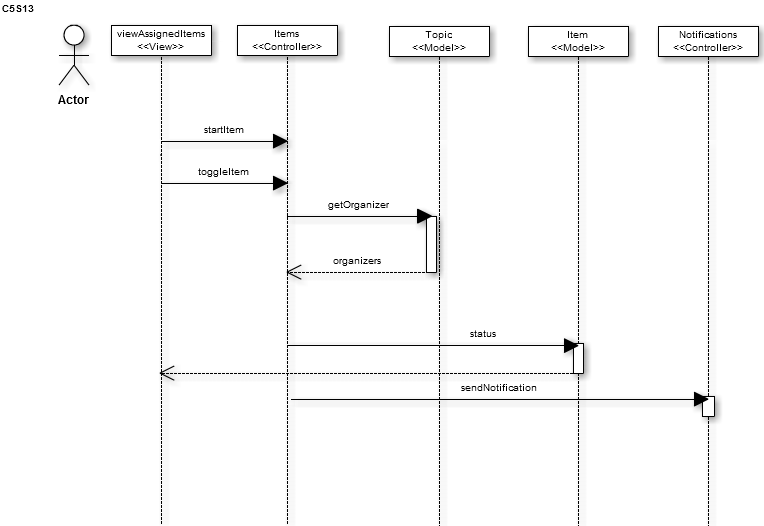 C5S13
viewAssignedItems
<<View>>
Items
<<Controller>>
Topic
<<Model>>
Item
<<Model>>
Notifications
<<Controller>>
Actor
startItem
toggleItem
getOrganizer
organizers
status
sendNotification